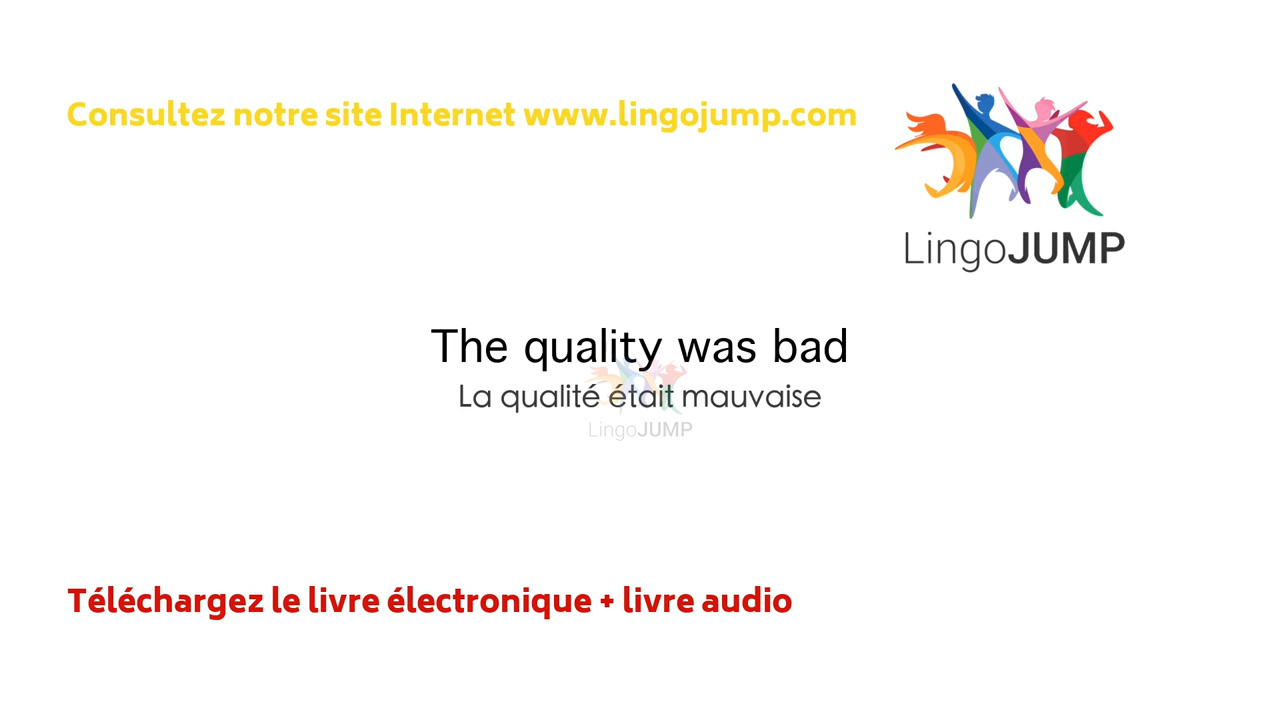 Consultez notre site Internet www.lingojump.com
LingoJUMP
The quality was bad
La qualité était mauvaise
LingoJUMP
Téléchargez le livre électronique + livre audio